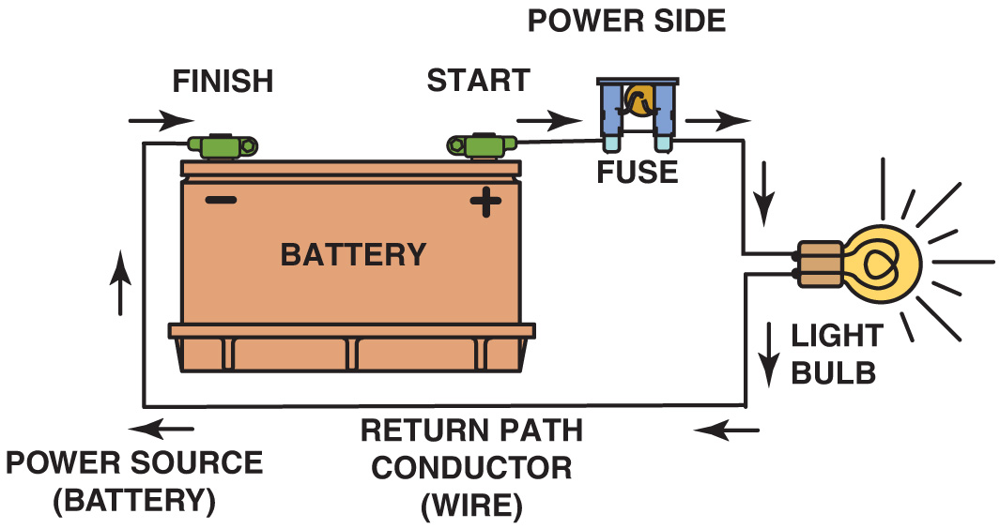 POWER SIDE
FINISH
START
FUSE
−
+
BATTERY
LIGHT
BULB
RETURN PATH
CONDUCTOR
(WIRE)
POWER SOURCE
(BATTERY)